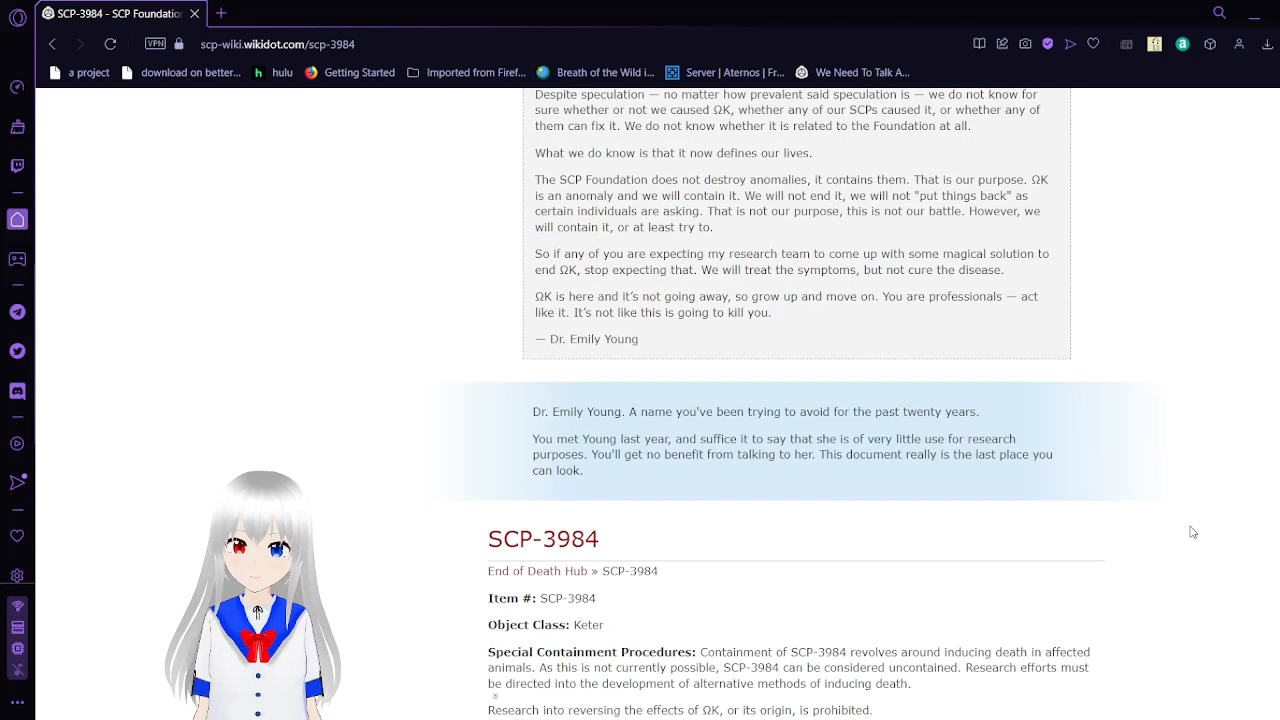 SCP-3984 - SCP Foundation
VPN
scp-wiki.wikidot.com/scp-3984
a project
download on better...
hulu
Getting Started
Imported from Firef...
Breath of the Wild i...
Server | Aternos | Fr...
We Need To Talk A...
Despite speculation — no matter how prevalent said speculation is — we do not know for
sure whether or not we caused ΩK, whether any of our SCPs caused it, or whether any of
them can fix it. We do not know whether it is related to the Foundation at all.
What we do know is that it now defines our lives.
The SCP Foundation does not destroy anomalies, it contains them. That is our purpose. ΩK
is an anomaly and we will contain it. We will not end it, we will not "put things back" as
certain individuals are asking. That is not our purpose, this is not our battle. However, we
will contain it, or at least try to.
So if any of you are expecting my research team to come up with some magical solution to
end ΩK, stop expecting that. We will treat the symptoms, but not cure the disease.
ΩK is here and it’s not going away, so grow up and move on. You are professionals — act
like it. It’s not like this is going to kill you.
— Dr. Emily Young
Dr. Emily Young. A name you've been trying to avoid for the past twenty years.
You met Young last year, and suffice it to say that she is of very little use for research
purposes. You'll get no benefit from talking to her. This document really is the last place you
can look.
SCP-3984
End of Death Hub » SCP-3984
Item #: SCP-3984
Object Class: Keter
Special Containment Procedures: Containment of SCP-3984 revolves around inducing death in affected
animals. As this is not currently possible, SCP-3984 can be considered uncontained. Research efforts must
be directed into the development of alternative methods of inducing death.
Research into reversing the effects of ΩK, or its origin, is prohibited.